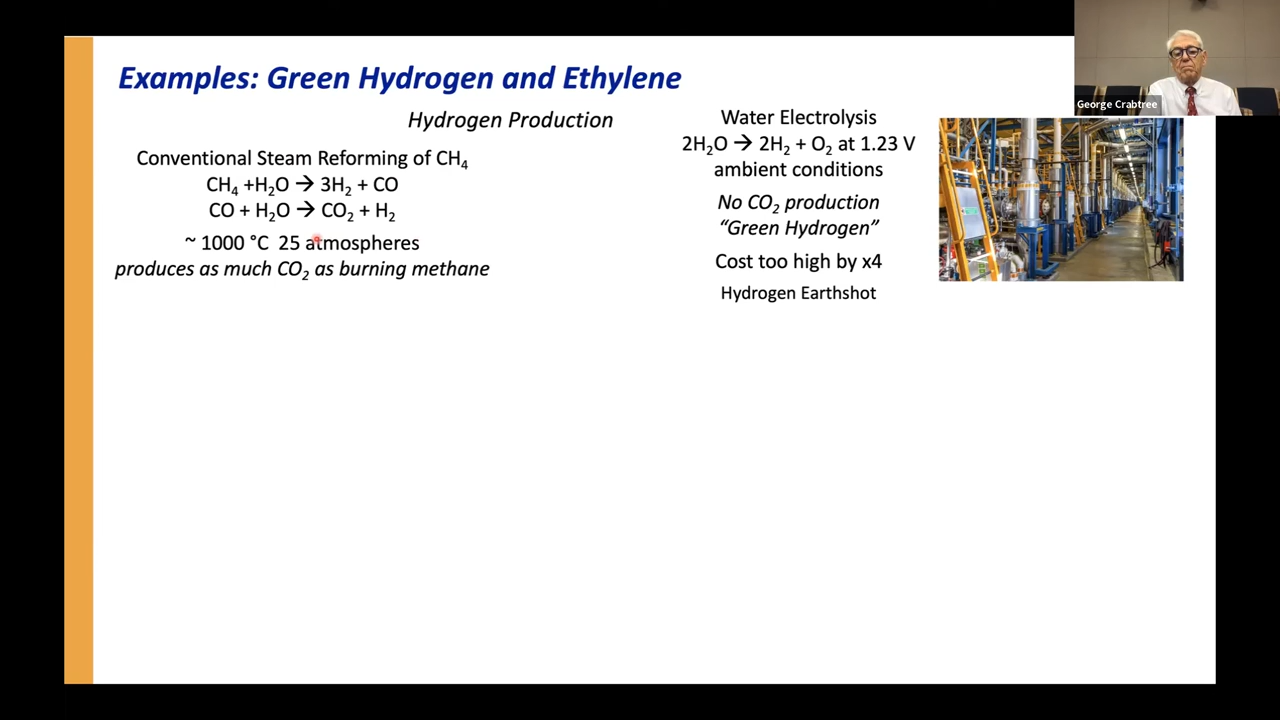 Examples: Green Hydrogen and Ethylene
Hydrogen Production
Conventional Steam Reforming of CH₄
CH₄ +H₂O → 3H₂ + CO
CO + H₂O → CO₂ + H₂
~ 1000 °C 25 atmospheres
produces as much CO₂ as burning methane
Water Electrolysis
2H₂O → 2H₂ + O₂ at 1.23 V
ambient conditions
No CO₂ production
“Green Hydrogen”
Cost too high by x4
Hydrogen Earthshot
George Crabtree